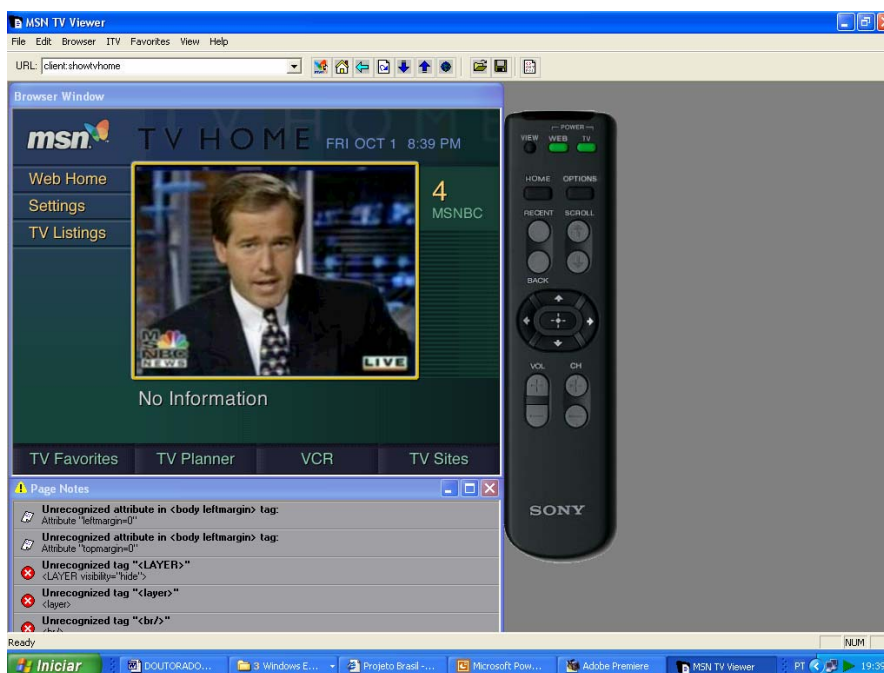 MSN TV Viewer
File Edit Browser ITV Favorites View Help
URL: client:showtvhome
Browser Window
msn TV HOME FRI OCT 1 8:39 PM
Web Home
Settings
TV Listings
4
MSNBC
MSNBC
NEWS
LIVE
No Information
TV Favorites TV Planner VCR TV Sites
POWER
VIEW WEB TV
HOME OPTIONS
RECENT SCROLL
BACK
VOL CH
SONY
Page Notes
Unrecognized attribute in <body leftmargin> tag:
Attribute "leftmargin=0"
Unrecognized attribute in <body leftmargin> tag:
Attribute "topmargin=0"
Unrecognized tag "<LAYER>"
<LAYER visibility="hide">
Unrecognized tag "<layer>"
<layer>
Unrecognized tag "<br/>"
<br/>
Ready NUM
Iniciar DOUTORADO... 3 Windows E... Projeto Brasil -... Microsoft Pow... Adobe Premiere MSN TV Viewer PT 19:39